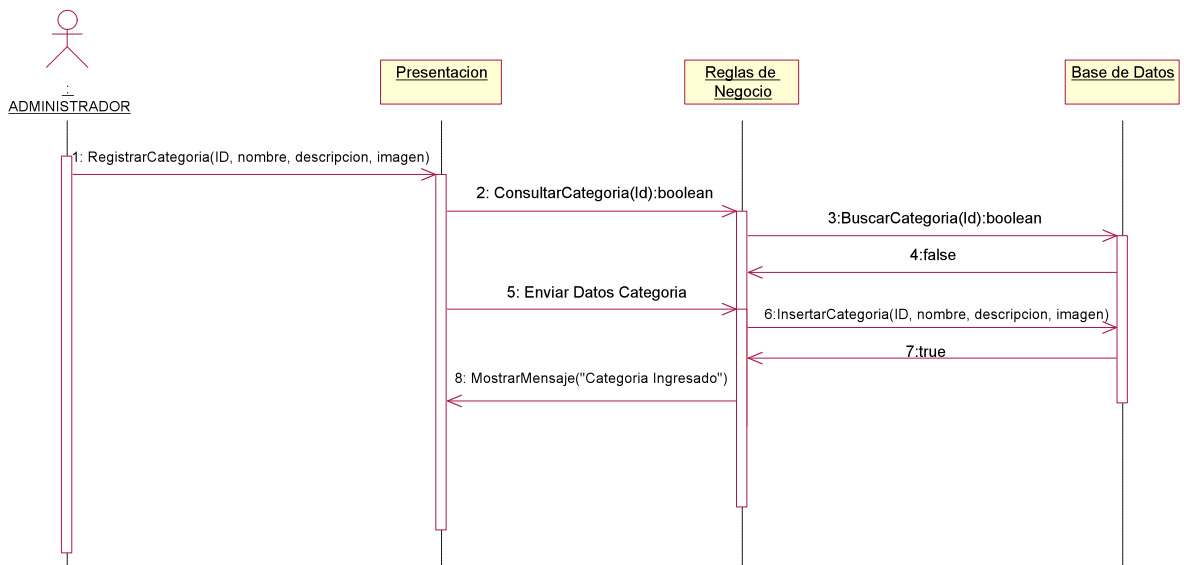 :
ADMINISTRADOR
Presentacion
Reglas de
Negocio
Base de Datos
1: RegistrarCategoria(ID, nombre, descripcion, imagen)
2: ConsultarCategoria(Id):boolean
3:BuscarCategoria(Id):boolean
4:false
5: Enviar Datos Categoria
6:InsertarCategoria(ID, nombre, descripcion, imagen)
7:true
8: MostrarMensaje("Categoria Ingresado")